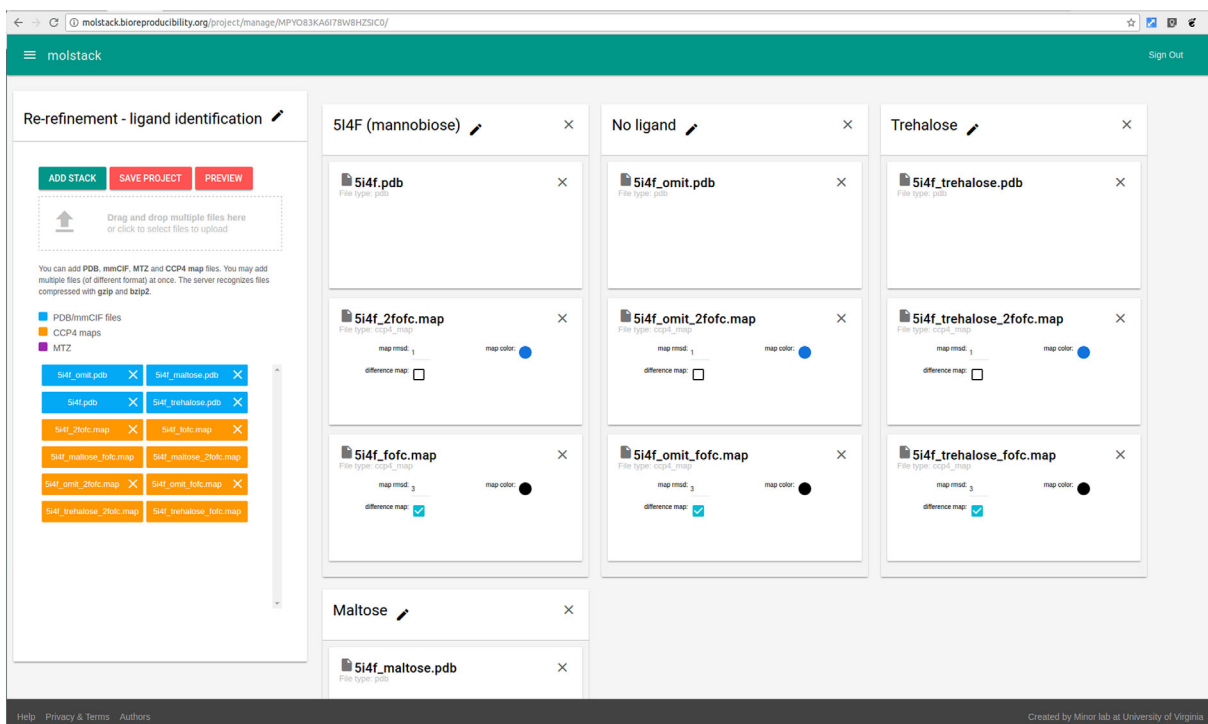 molstack.bioreproducibility.org/project/manage/MPYO83KA6I78W8HZSIC0/
molstack
Sign Out
Re-refinement - ligand identification
ADD STACK SAVE PROJECT PREVIEW
Drag and drop multiple files here
or click to select files to upload
You can add PDB, mmCIF, MTZ and CCP4 map files. You may add
multiple files (of different format) at once. The server recognizes files
compressed with gzip and bzip2.
PDB/mmCIF files
CCP4 maps
MTZ
5i4f_omit.pdb 5i4f_maltose.pdb
5i4f.pdb 5i4f_trehalose.pdb
5i4f_2fofc.map 5i4f_fofc.map
5i4f_maltose_fofc.map 5i4f_maltose_2fofc.map
5i4f_omit_2fofc.map 5i4f_omit_fofc.map
5i4f_trehalose_2fofc.map 5i4f_trehalose_fofc.map
5I4F (mannobiose)
5i4f.pdb
File type: pdb
5i4f_2fofc.map
File type: ccp4_map
map rmsd: 1 map color:
difference map:
5i4f_fofc.map
File type: ccp4_map
map rmsd: 3 map color:
difference map:
No ligand
5i4f_omit.pdb
File type: pdb
5i4f_omit_2fofc.map
File type: ccp4_map
map rmsd: 1 map color:
difference map:
5i4f_omit_fofc.map
File type: ccp4_map
map rmsd: 3 map color:
difference map:
Trehalose
5i4f_trehalose.pdb
File type: pdb
5i4f_trehalose_2fofc.map
File type: ccp4_map
map rmsd: 1 map color:
difference map:
5i4f_trehalose_fofc.map
File type: ccp4_map
map rmsd: 3 map color:
difference map:
Maltose
5i4f_maltose.pdb
File type: pdb
Help Privacy & Terms Authors
Created by Minor lab at University of Virginia